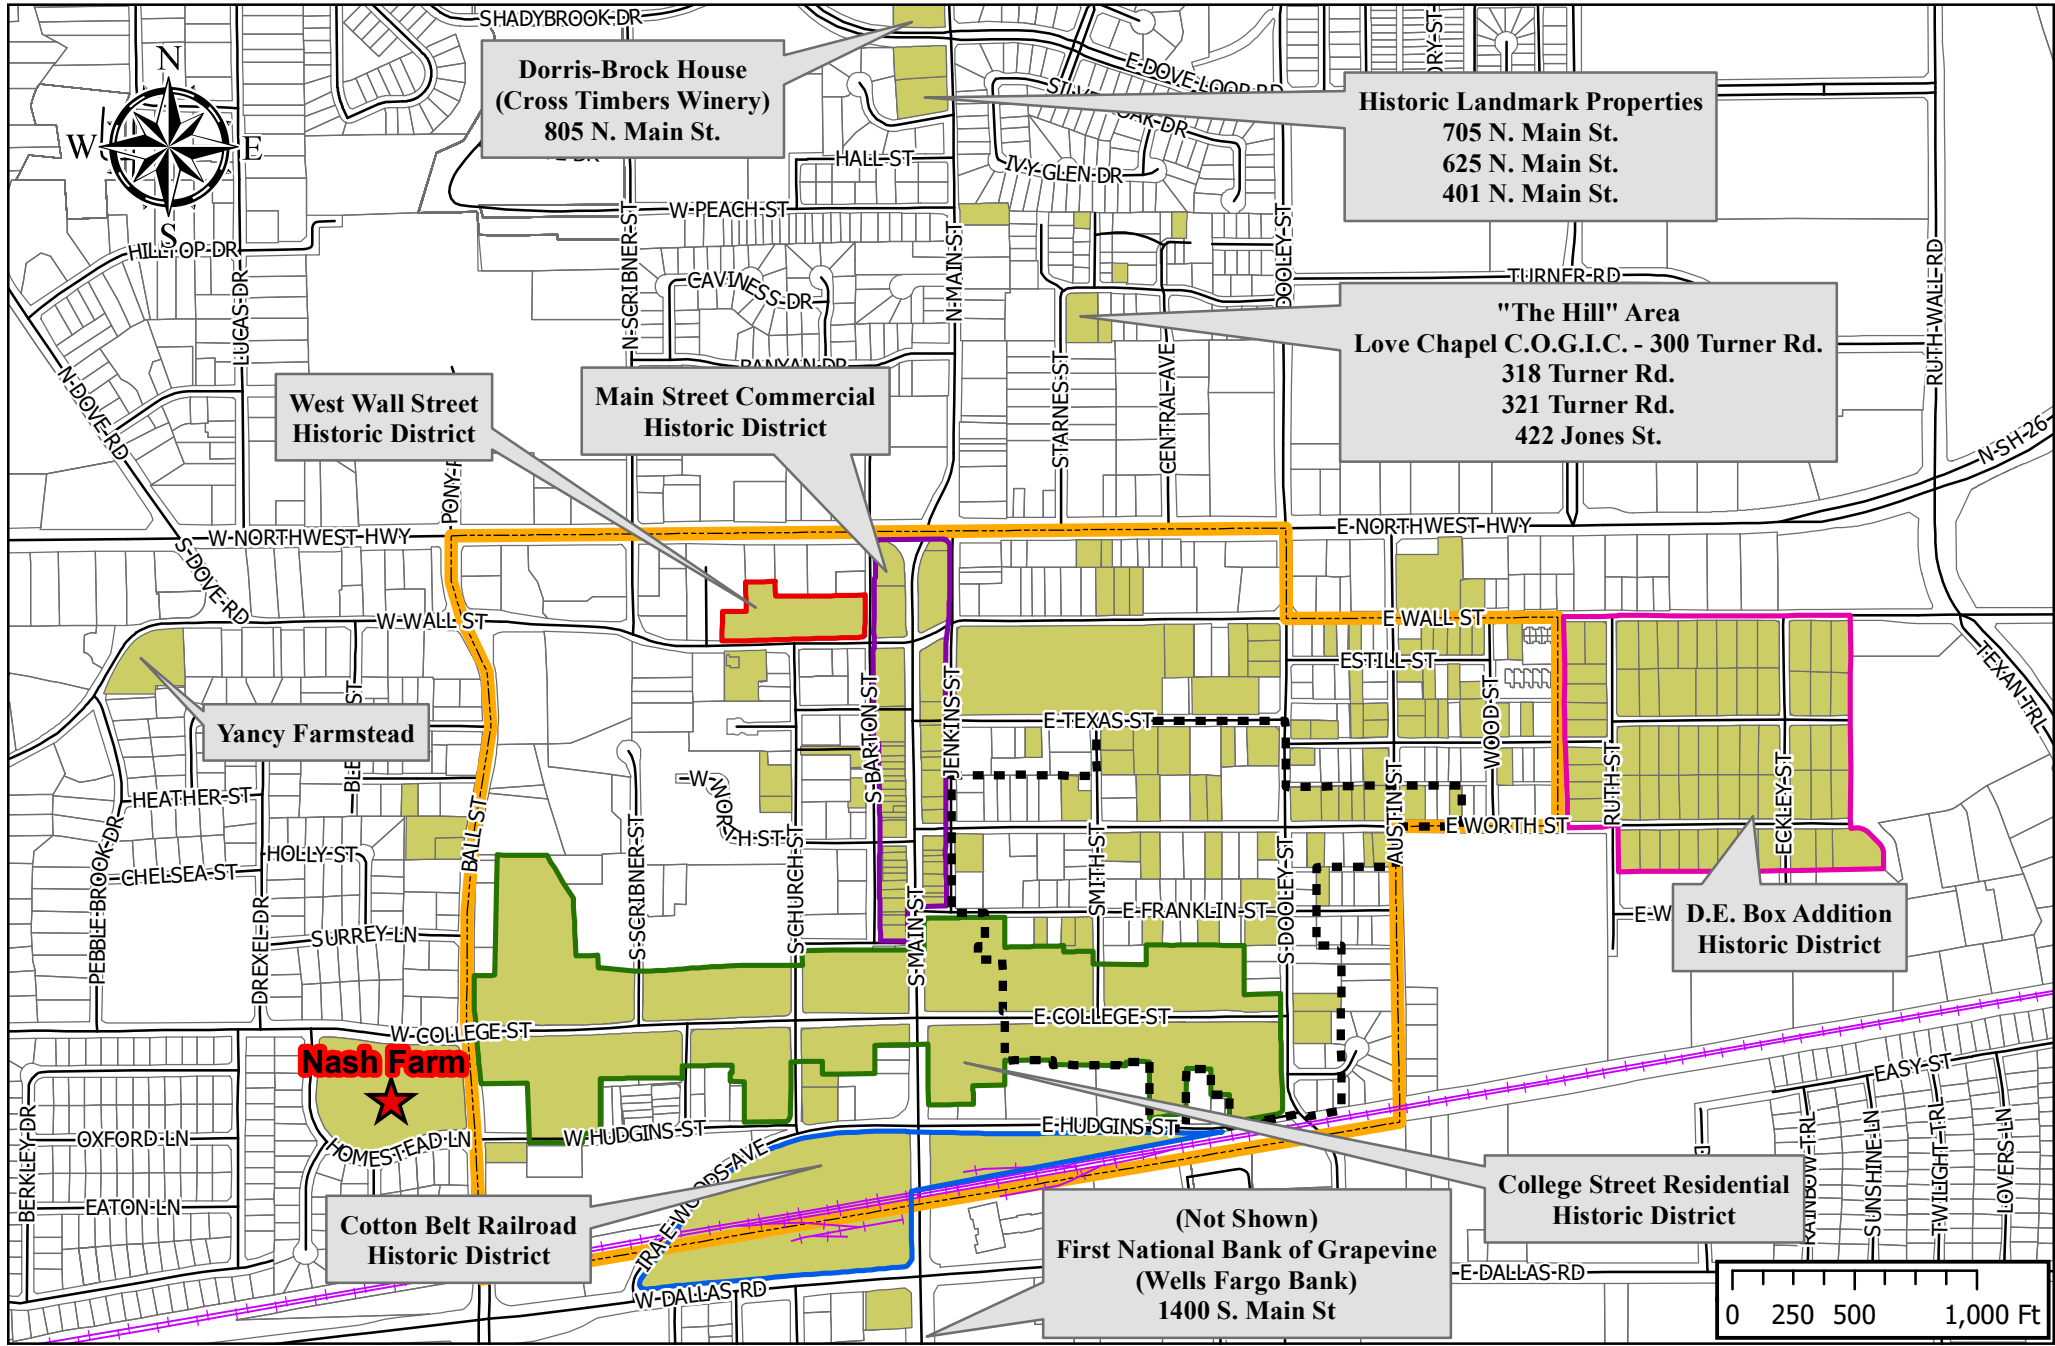 SHADYBROOK DR
N
W
E
S
Dorris-Brock House
(Cross Timbers Winery)
805 N. Main St.
E DOVE LOOP RD
Historic Landmark Properties
705 N. Main St.
625 N. Main St.
401 N. Main St.
HALL ST
IVY GLEN DR
W PEACH ST
HILLTOP DR
LUCAS DR
N SCRIBNER ST
CAVINESS DR
BANYAN DR
N MAIN ST
DOOLEY ST
TURNER RD
RUTH WALL RD
"The Hill" Area
Love Chapel C.O.G.I.C. - 300 Turner Rd.
318 Turner Rd.
321 Turner Rd.
422 Jones St.
STARNES ST
CENTRAL AVE
N DOVE RD
West Wall Street
Historic District
Main Street Commercial
Historic District
N SH-26
W NORTHWEST HWY
E NORTHWEST HWY
S DOVE RD
W WALL ST
E WALL ST
ESTILL ST
TEXAN TRL
Yancy Farmstead
E TEXAS ST
S BARTON ST
JENKINS ST
WOOD ST
RUTH ST
ECKLEY ST
AUSTIN ST
HEATHER ST
W NORTH ST
PEBBLE BROOK DR
HOLLY ST
CHELSEA ST
BALL ST
S SCRIBNER ST
S CHURCH ST
SMITH ST
S DOOLEY ST
E WORTH ST
E FRANKLIN ST
SURREY LN
DREXEL DR
S MAIN ST
E W
D.E. Box Addition
Historic District
W COLLEGE ST
E COLLEGE ST
Nash Farm
EASY ST
BERKLEY DR
OXFORD LN
HOMESTEAD LN
W HUDGINS ST
E HUDGINS ST
EATON LN
IRA E WOODS AVE
Cotton Belt Railroad
Historic District
College Street Residential
Historic District
RAINBOW TRL
SUNSHINE LN
TWILIGHT TRL
LOVERS LN
(Not Shown)
First National Bank of Grapevine
(Wells Fargo Bank)
1400 S. Main St
W DALLAS RD
E DALLAS RD
0 250 500 1,000 Ft